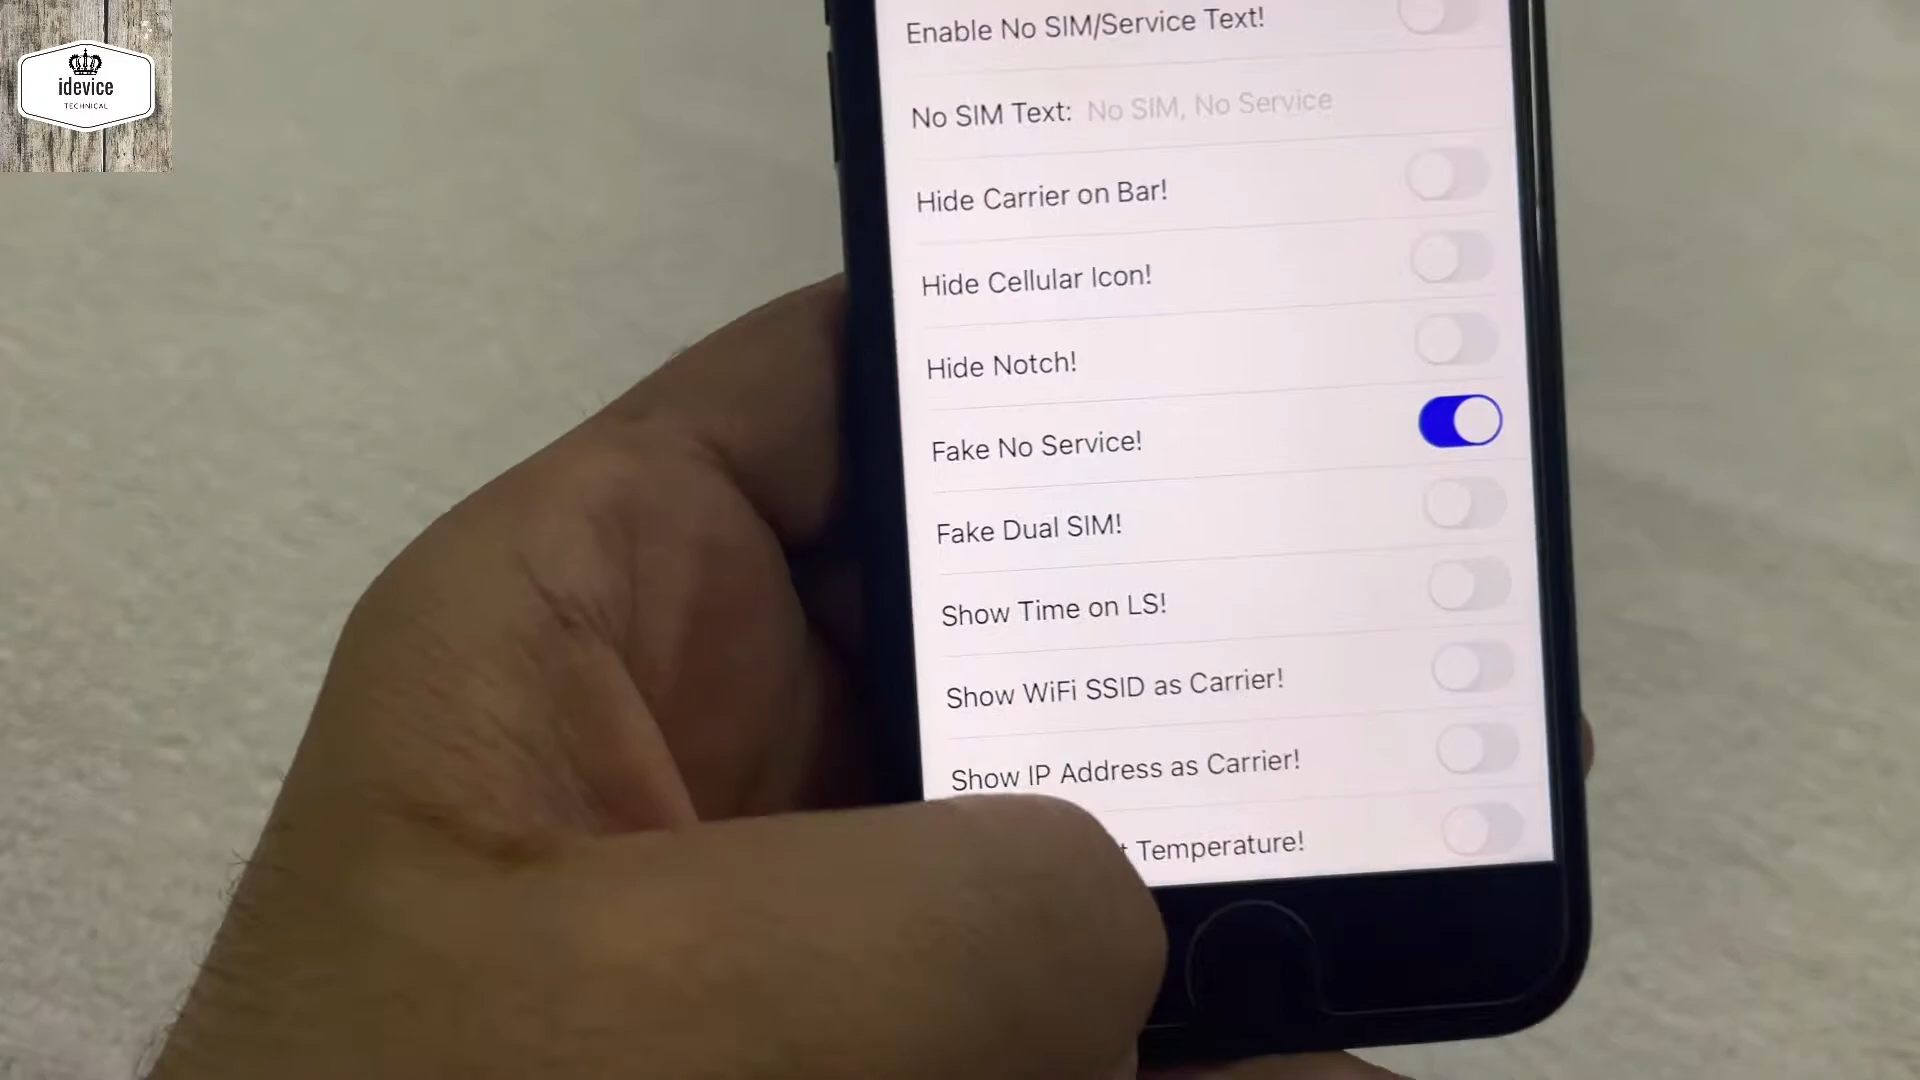 idevice
TECHNICAL
Enable No SIM/Service Text!
No SIM Text: No SIM, No Service
Hide Carrier on Bar!
Hide Cellular Icon!
Hide Notch!
Fake No Service!
Fake Dual SIM!
Show Time on LS!
Show WiFi SSID as Carrier!
Show IP Address as Carrier!
Temperature!